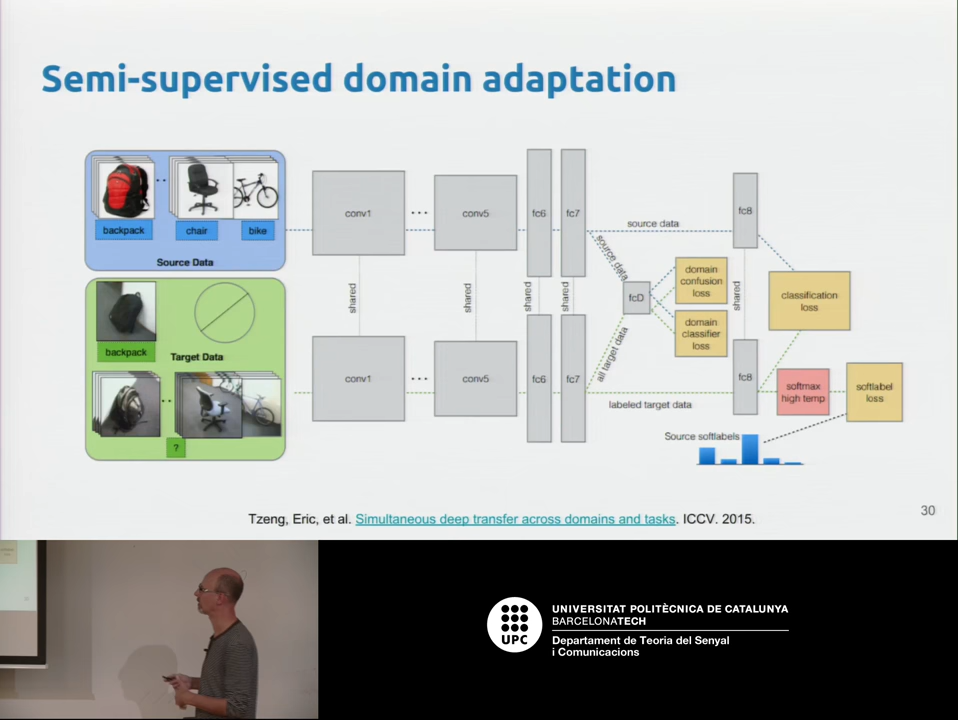 Semi-supervised domain adaptation
backpack
chair
bike
Source Data
backpack
Target Data
?
conv1
conv5
fc6
fc7
source data
fc8
shared
shared
shared
shared
source data
fcD
domain
confusion
loss
domain
classifier
loss
shared
classification
loss
all target data
conv1
conv5
fc6
fc7
labeled target data
fc8
softmax
high temp
softlabel
loss
Source softlabels
Tzeng, Eric, et al. Simultaneous deep transfer across domains and tasks. ICCV. 2015.
30
UPC
UNIVERSITAT POLITÈCNICA DE CATALUNYA
BARCELONATECH
Departament de Teoria del Senyal
i Comunicacions